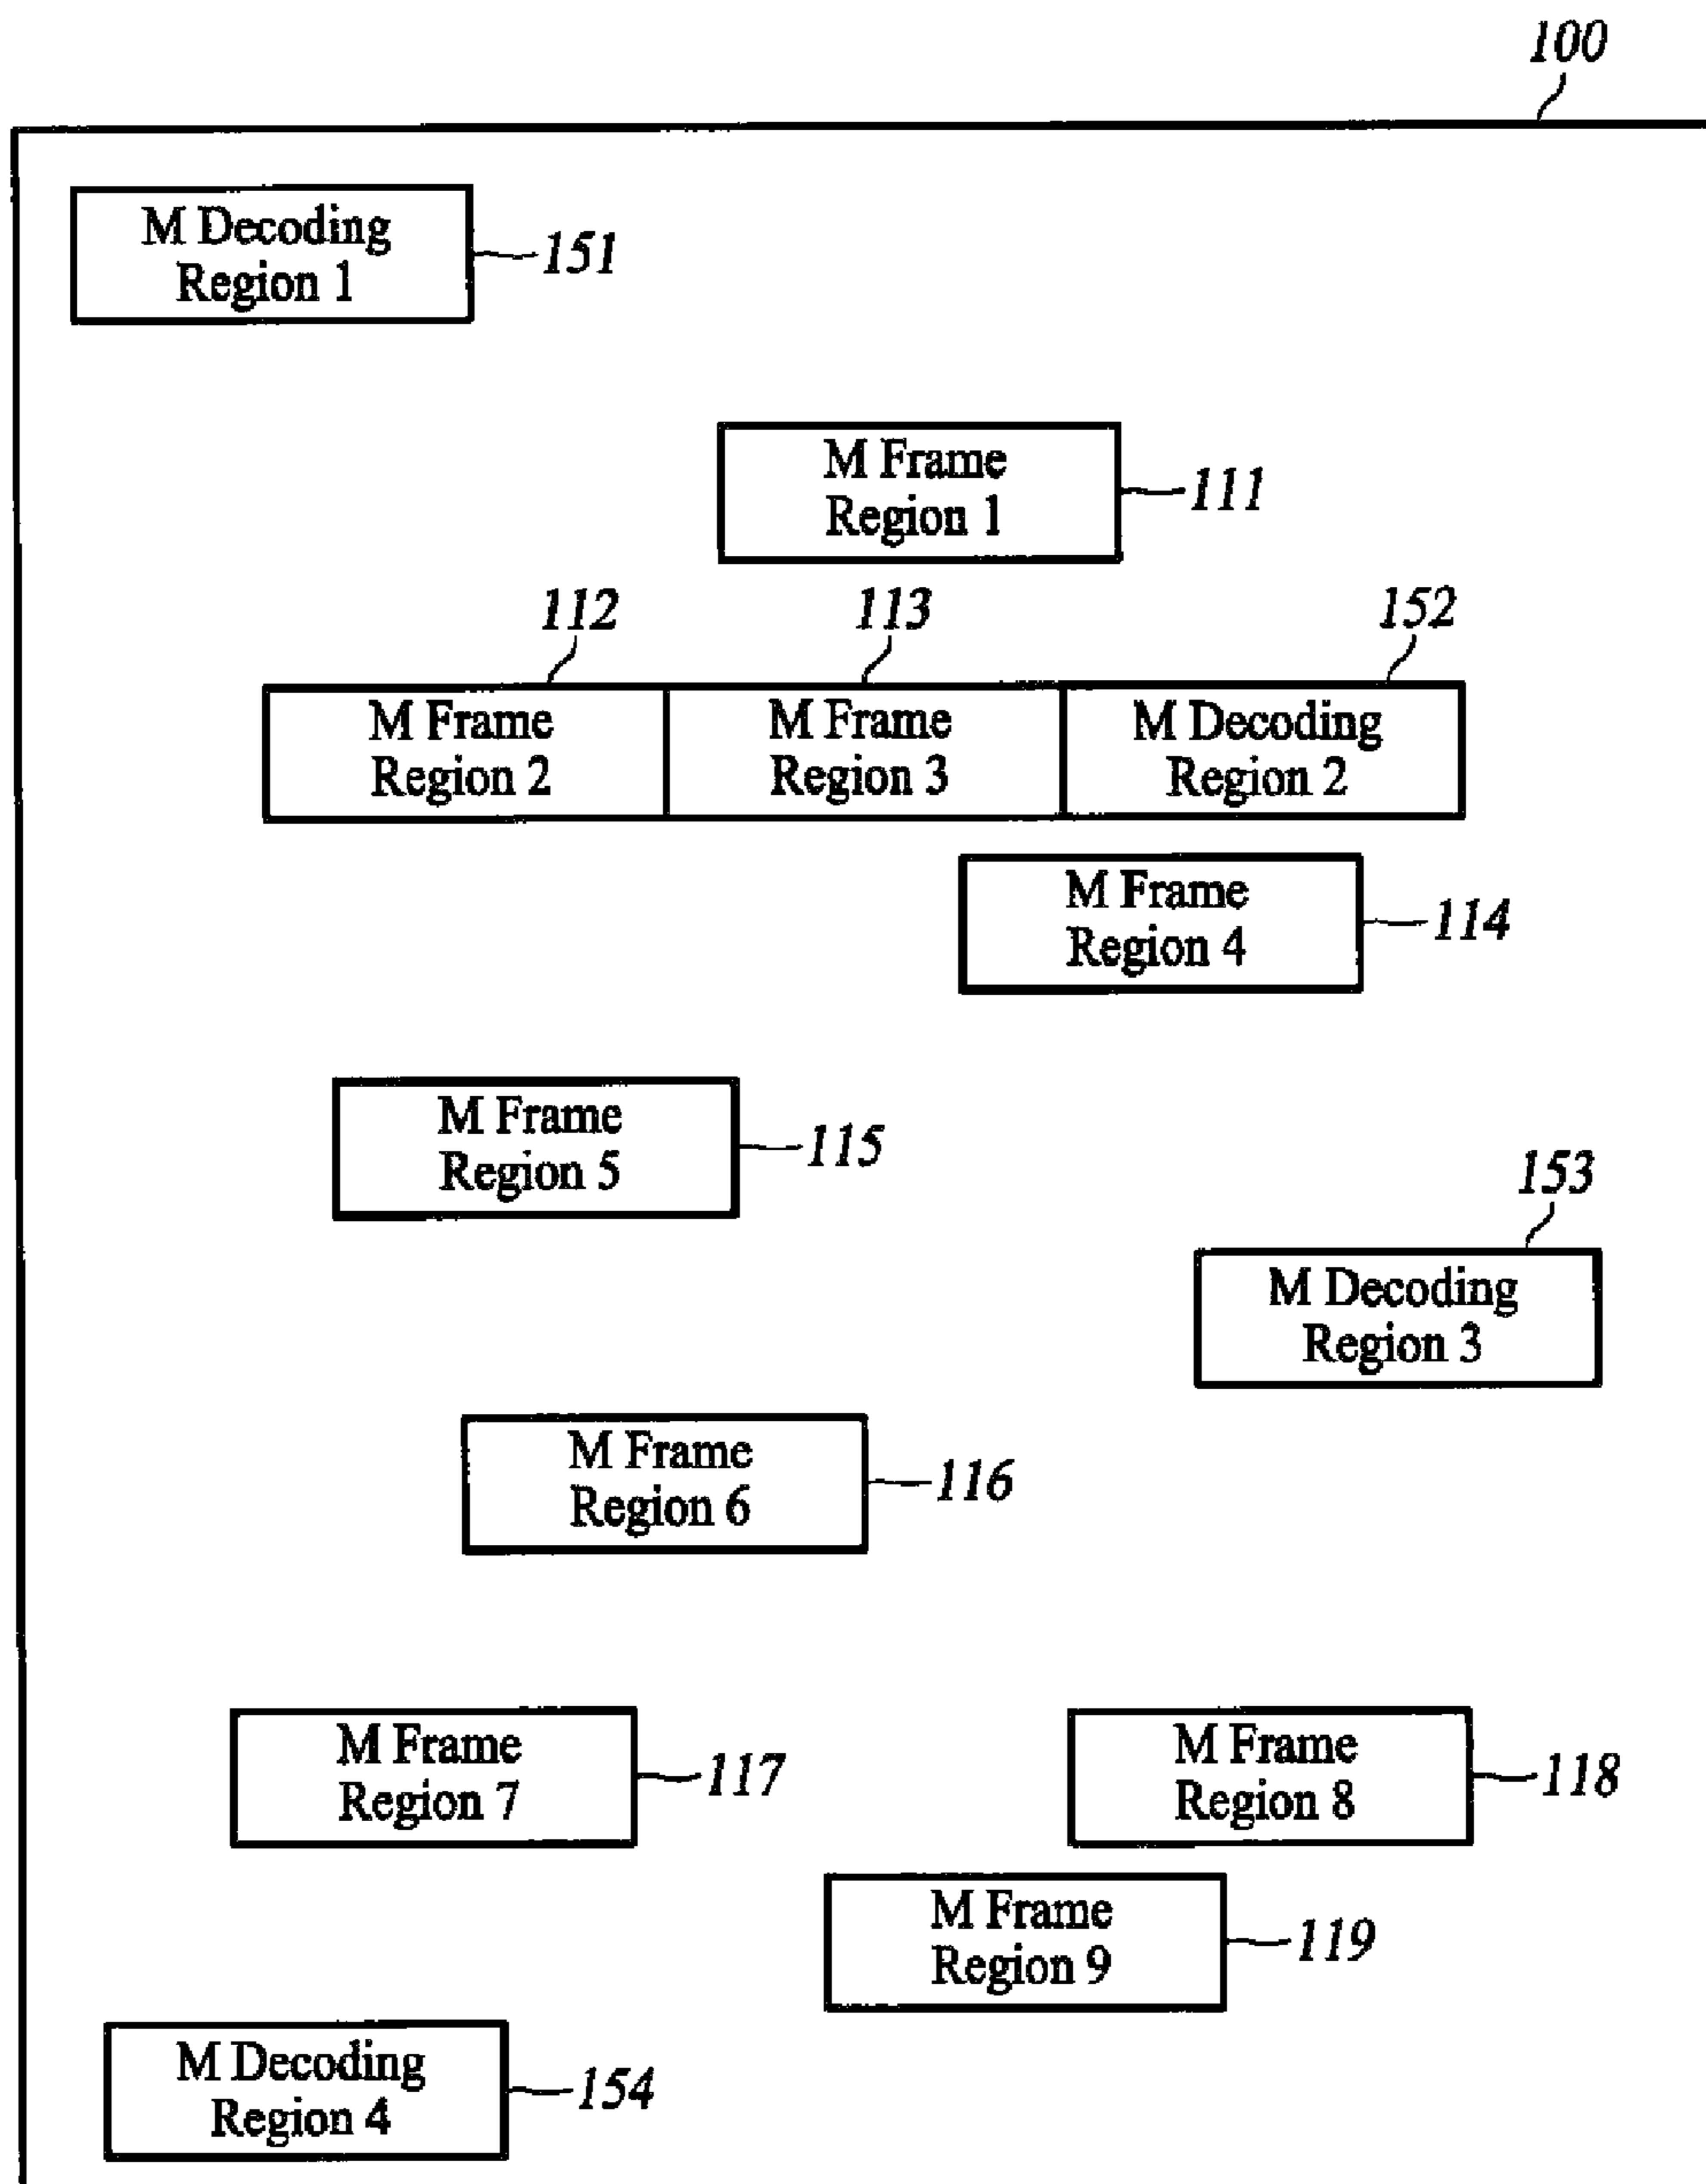 100
M Decoding
Region 1
151
M Frame
Region 1
111
112
113
152
M Frame
Region 2
M Frame
Region 3
M Decoding
Region 2
M Frame
Region 4
114
M Frame
Region 5
115
153
M Decoding
Region 3
M Frame
Region 6
116
M Frame
Region 7
117
M Frame
Region 8
118
M Frame
Region 9
119
M Decoding
Region 4
154